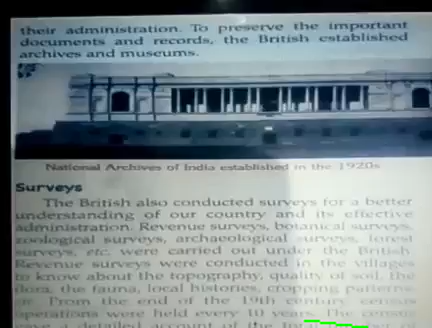 their administration. To preserve the important
documents and records, the British established
archives and museums.
National Archives of India established in the 1920s
Surveys
The British also conducted surveys for a better
understanding of our country and its effective
administration. Revenue surveys, botanical surveys,
zoological surveys, archaeological surveys, forest
surveys, etc. were carried out under the British.
Revenue surveys were conducted in the villages
to know about the topography, quality of soil, the
flora, the fauna, local histories, cropping patterns,
etc. From the end of the 19th century census
operations were held every 10 years. The census
gave a detailed account of the